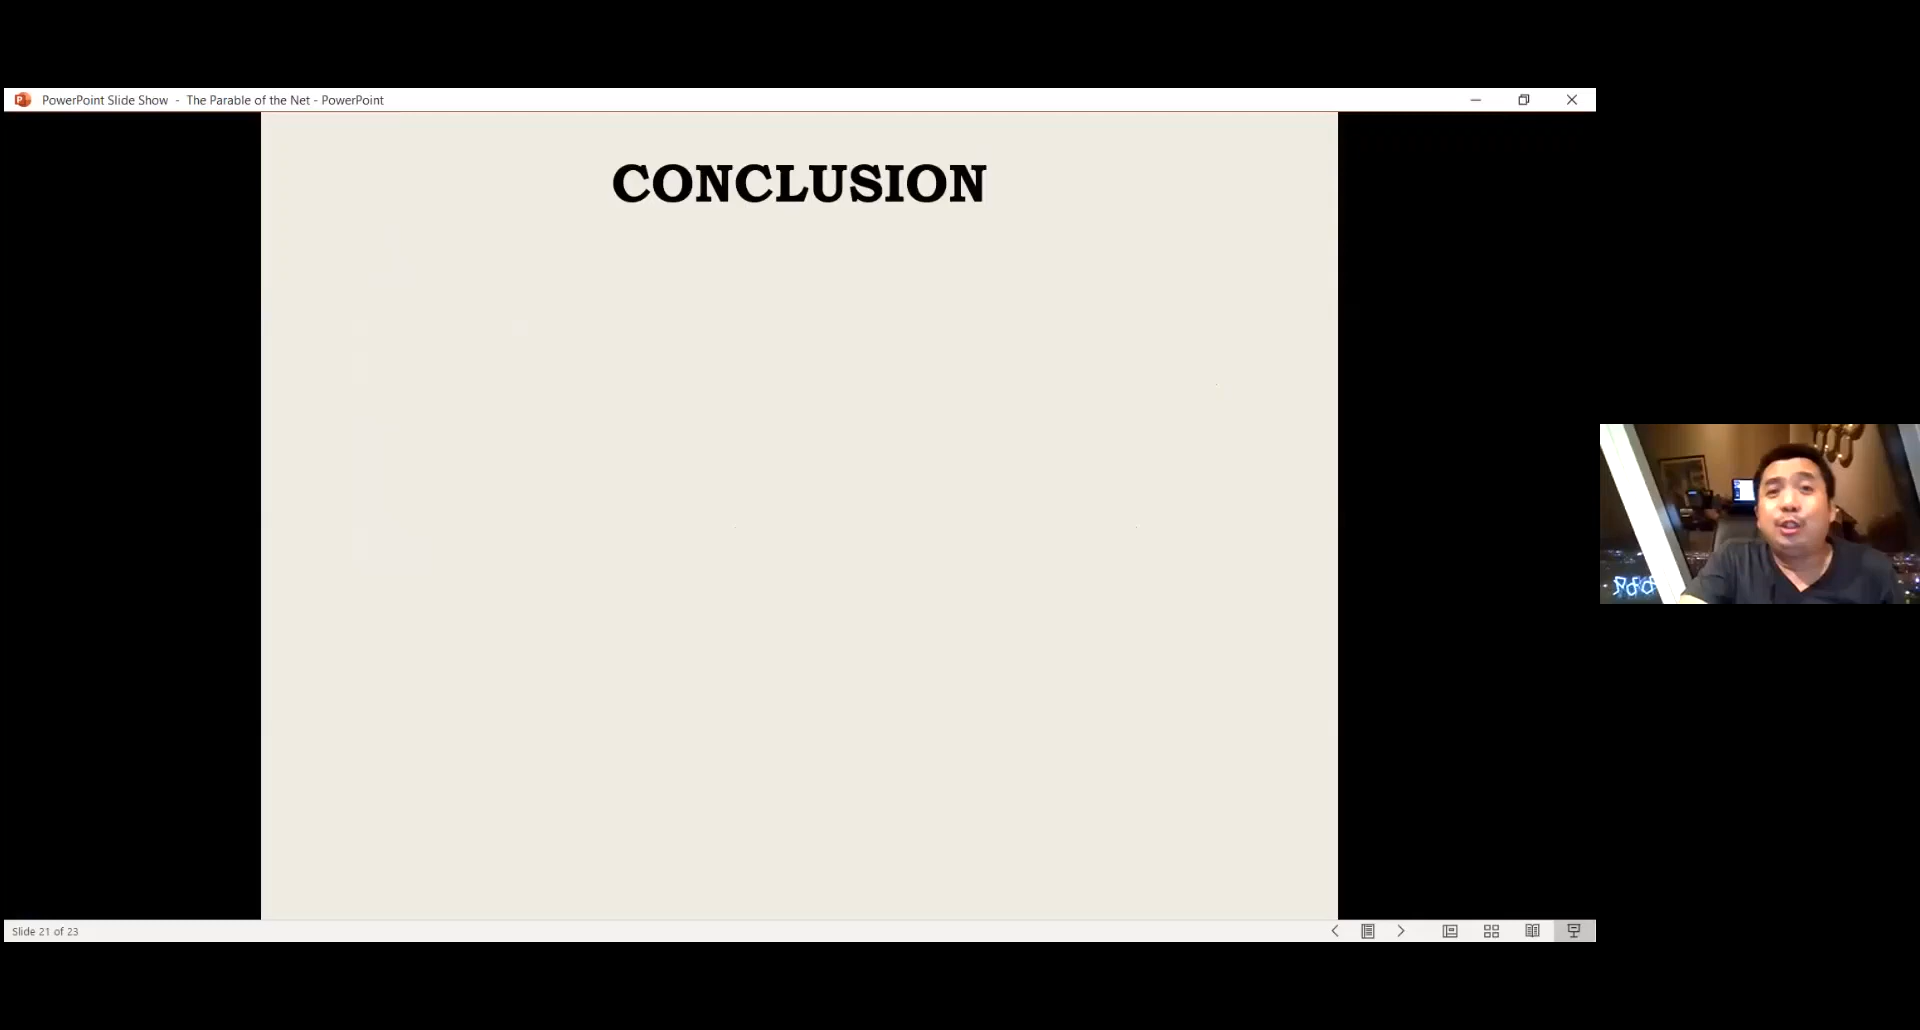 PowerPoint Slide Show - The Parable of the Net - PowerPoint
CONCLUSION
Slide 21 of 23